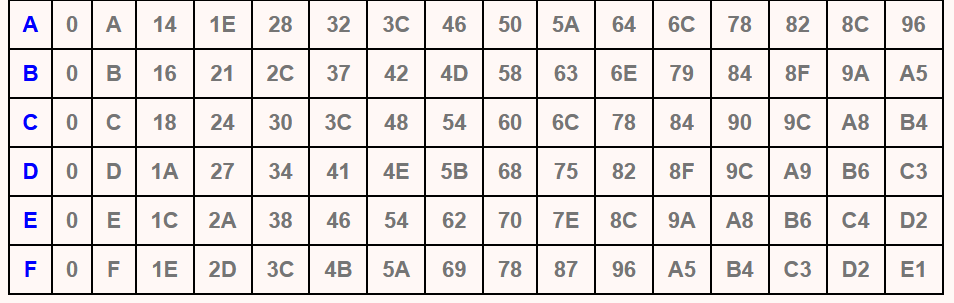 A 0 A 14 1E 28 32 3C 46 50 5A 64 6C 78 82 8C 96
B 0 B 16 21 2C 37 42 4D 58 63 6E 79 84 8F 9A A5
C 0 C 18 24 30 3C 48 54 60 6C 78 84 90 9C A8 B4
D 0 D 1A 27 34 41 4E 5B 68 75 82 8F 9C A9 B6 C3
E 0 E 1C 2A 38 46 54 62 70 7E 8C 9A A8 B6 C4 D2
F 0 F 1E 2D 3C 4B 5A 69 78 87 96 A5 B4 C3 D2 E1